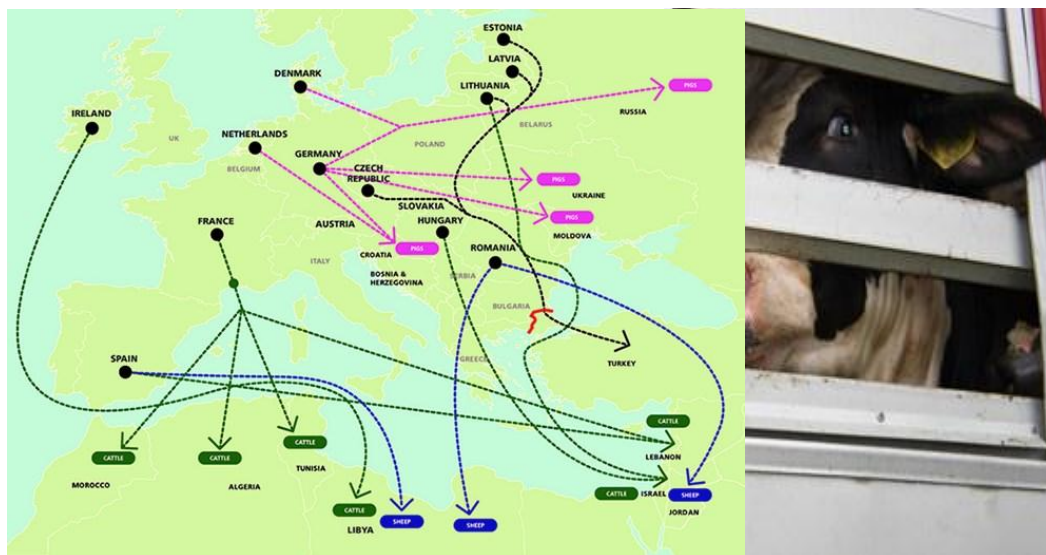 ESTONIA
LATVIA
DENMARK
LITHUANIA
PIGS
RUSSIA
IRELAND
BELARUS
NETHERLANDS
UK
POLAND
GERMANY
BELGIUM
CZECH
REPUBLIC
PIGS
UKRAINE
SLOVAKIA
FRANCE
AUSTRIA
HUNGARY
PIGS
MOLDOVA
PIGS
CROATIA
ROMANIA
ITALY
BOSNIA &
HERZEGOVINA
SERBIA
BULGARIA
SPAIN
GREECE
TURKEY
CATTLE
CATTLE
LEBANON
CATTLE
CATTLE
TUNISIA
MOROCCO
ALGERIA
CATTLE
ISRAEL
SHEEP
JORDAN
CATTLE
SHEEP
SHEEP
LIBYA